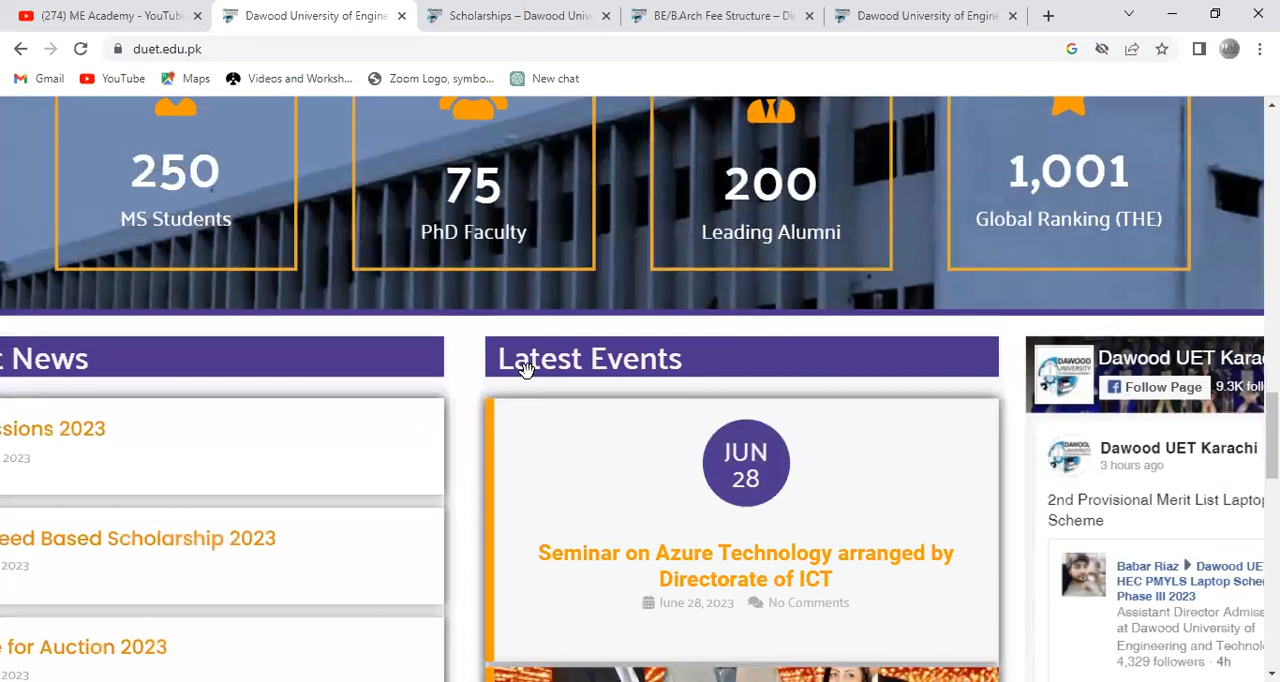 (274) ME Academy - YouTube
Dawood University of Engine
Scholarships – Dawood Unive
BE/B.Arch Fee Structure – Di
Dawood University of Engine
duet.edu.pk
Gmail
YouTube
Maps
Videos and Worksh...
Zoom Logo, symbo...
New chat
250
MS Students
75
PhD Faculty
200
Leading Alumni
1,001
Global Ranking (THE)
t News
ssions 2023
2023
eed Based Scholarship 2023
2023
e for Auction 2023
2023
Latest Events
JUN
28
Seminar on Azure Technology arranged by
Directorate of ICT
June 28, 2023 No Comments
Dawood UET Kara
Follow Page 9.3K foll
Dawood UET Karachi
3 hours ago
2nd Provisional Merit List Laptop
Scheme
Babar Riaz Dawood UE
HEC PMYLS Laptop Schem
Phase III 2023
Assistant Director Admiss
at Dawood University of
Engineering and Technolo
4,329 followers · 4h